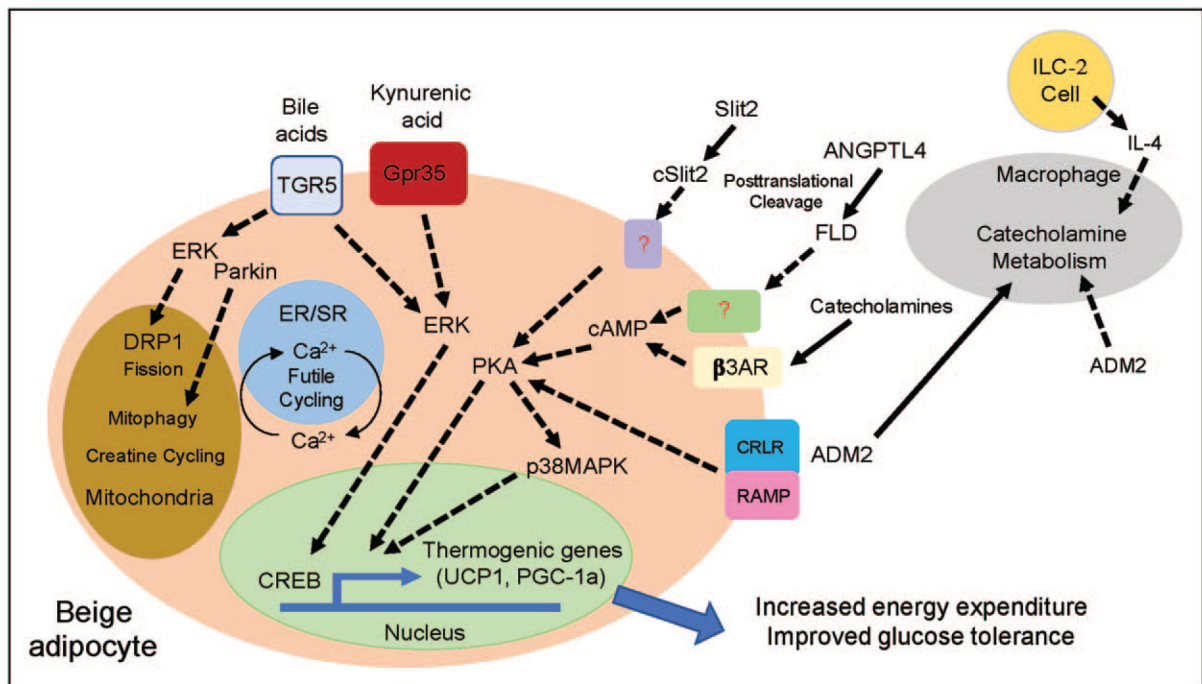 ILC-2
Cell
IL-4
Bile
acids
Kynurenic
acid
Slit2
cSlit2
ANGPTL4
Posttranslational
Cleavage
FLD
Macrophage
Catecholamine
Metabolism
ADM2
TGR5
Gpr35
?
?
ERK
Parkin
DRP1
Fission
Mitophagy
Creatine Cycling
Mitochondria
ER/SR
Ca²⁺
Futile
Cycling
Ca²⁺
ERK
cAMP
PKA
Catecholamines
β3AR
CRLR
RAMP
ADM2
p38MAPK
Thermogenic genes
(UCP1, PGC-1a)
CREB
Nucleus
Beige
adipocyte
Increased energy expenditure
Improved glucose tolerance